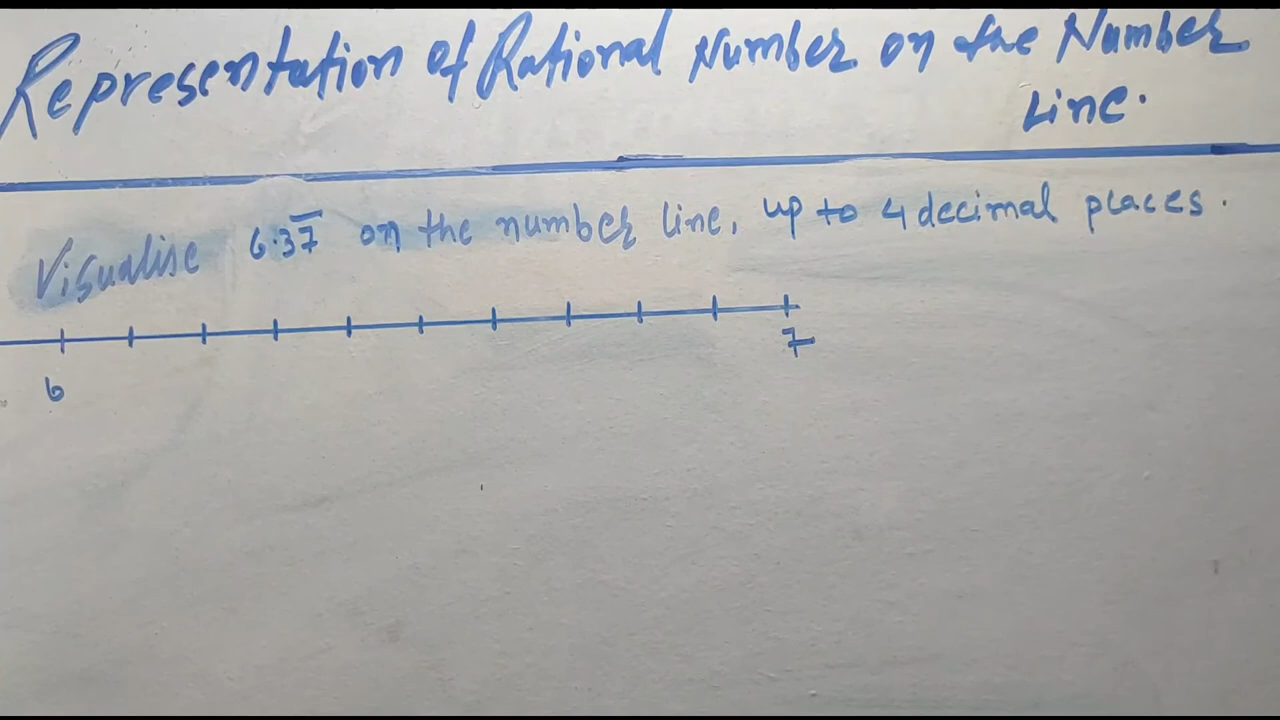 Representation of Rational Number on the Number
Line.
Visualise 6.37̅ on the number line, up to 4 decimal places.
7
6